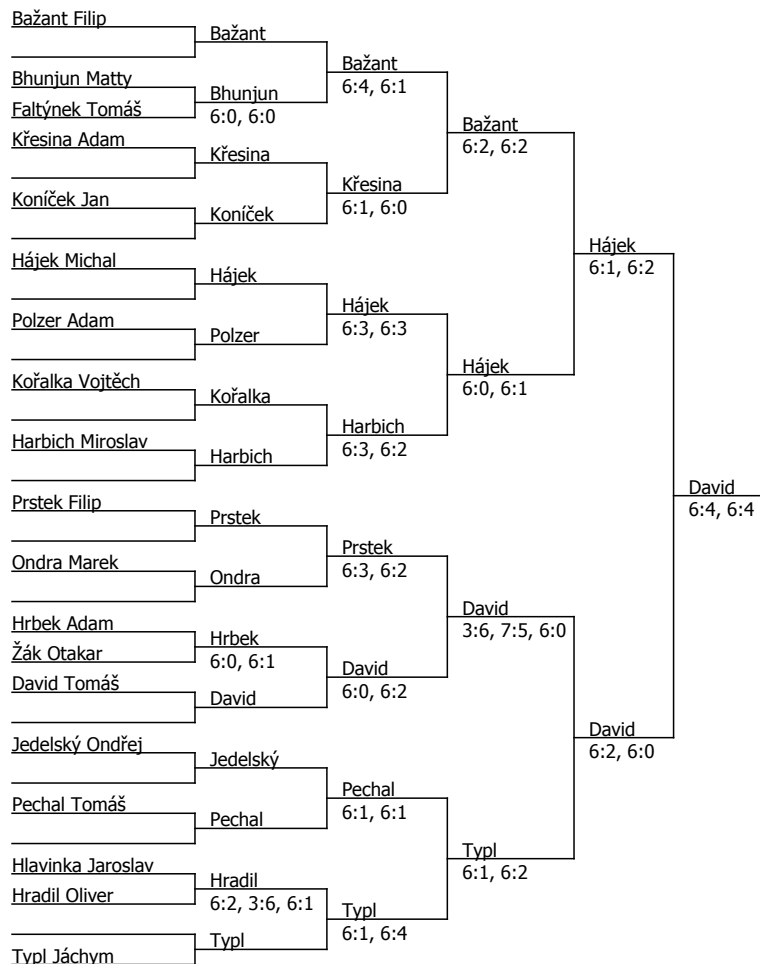 Bažant Filip
Bhunjun Matty
Faltýnek Tomáš
Křesina Adam
Koníček Jan
Hájek Michal
Polzer Adam
Kořalka Vojtěch
Harbich Miroslav
Prstek Filip
Ondra Marek
Hrbek Adam
Žák Otakar
David Tomáš
Jedelský Ondřej
Pechal Tomáš
Hlavinka Jaroslav
Hradil Oliver
Typl Jáchym
Bažant
Bhunjun
6:0, 6:0
Křesina
Koníček
Hájek
Polzer
Kořalka
Harbich
Prstek
Ondra
Hrbek
6:0, 6:1
David
Jedelský
Pechal
Hradil
6:2, 3:6, 6:1
Typl
Bažant
6:4, 6:1
Křesina
6:1, 6:0
Hájek
6:3, 6:3
Harbich
6:3, 6:2
Prstek
6:3, 6:2
David
6:0, 6:2
Pechal
6:1, 6:1
Typl
6:1, 6:4
Bažant
6:2, 6:2
Hájek
6:0, 6:1
David
3:6, 7:5, 6:0
Typl
6:1, 6:2
Hájek
6:1, 6:2
David
6:2, 6:0
David
6:4, 6:4